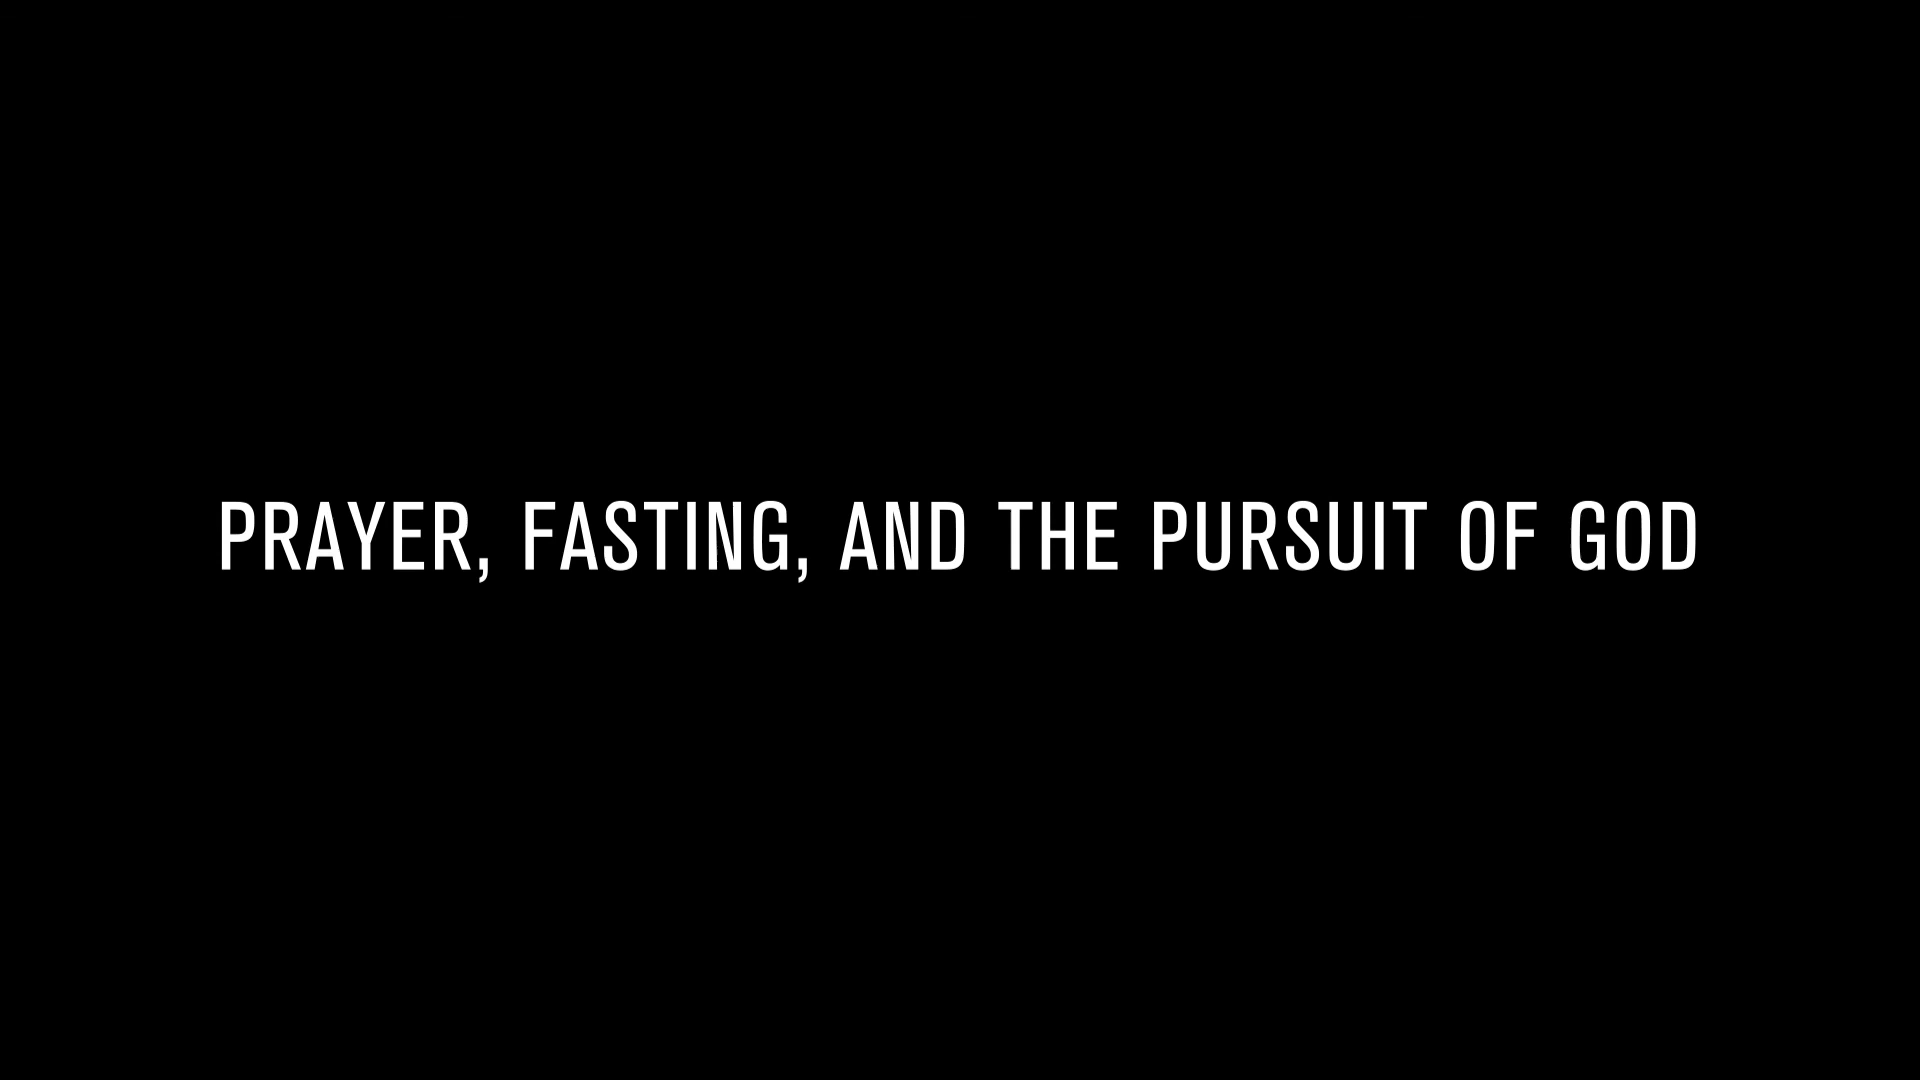 PRAYER, FASTING, AND THE PURSUIT OF GOD